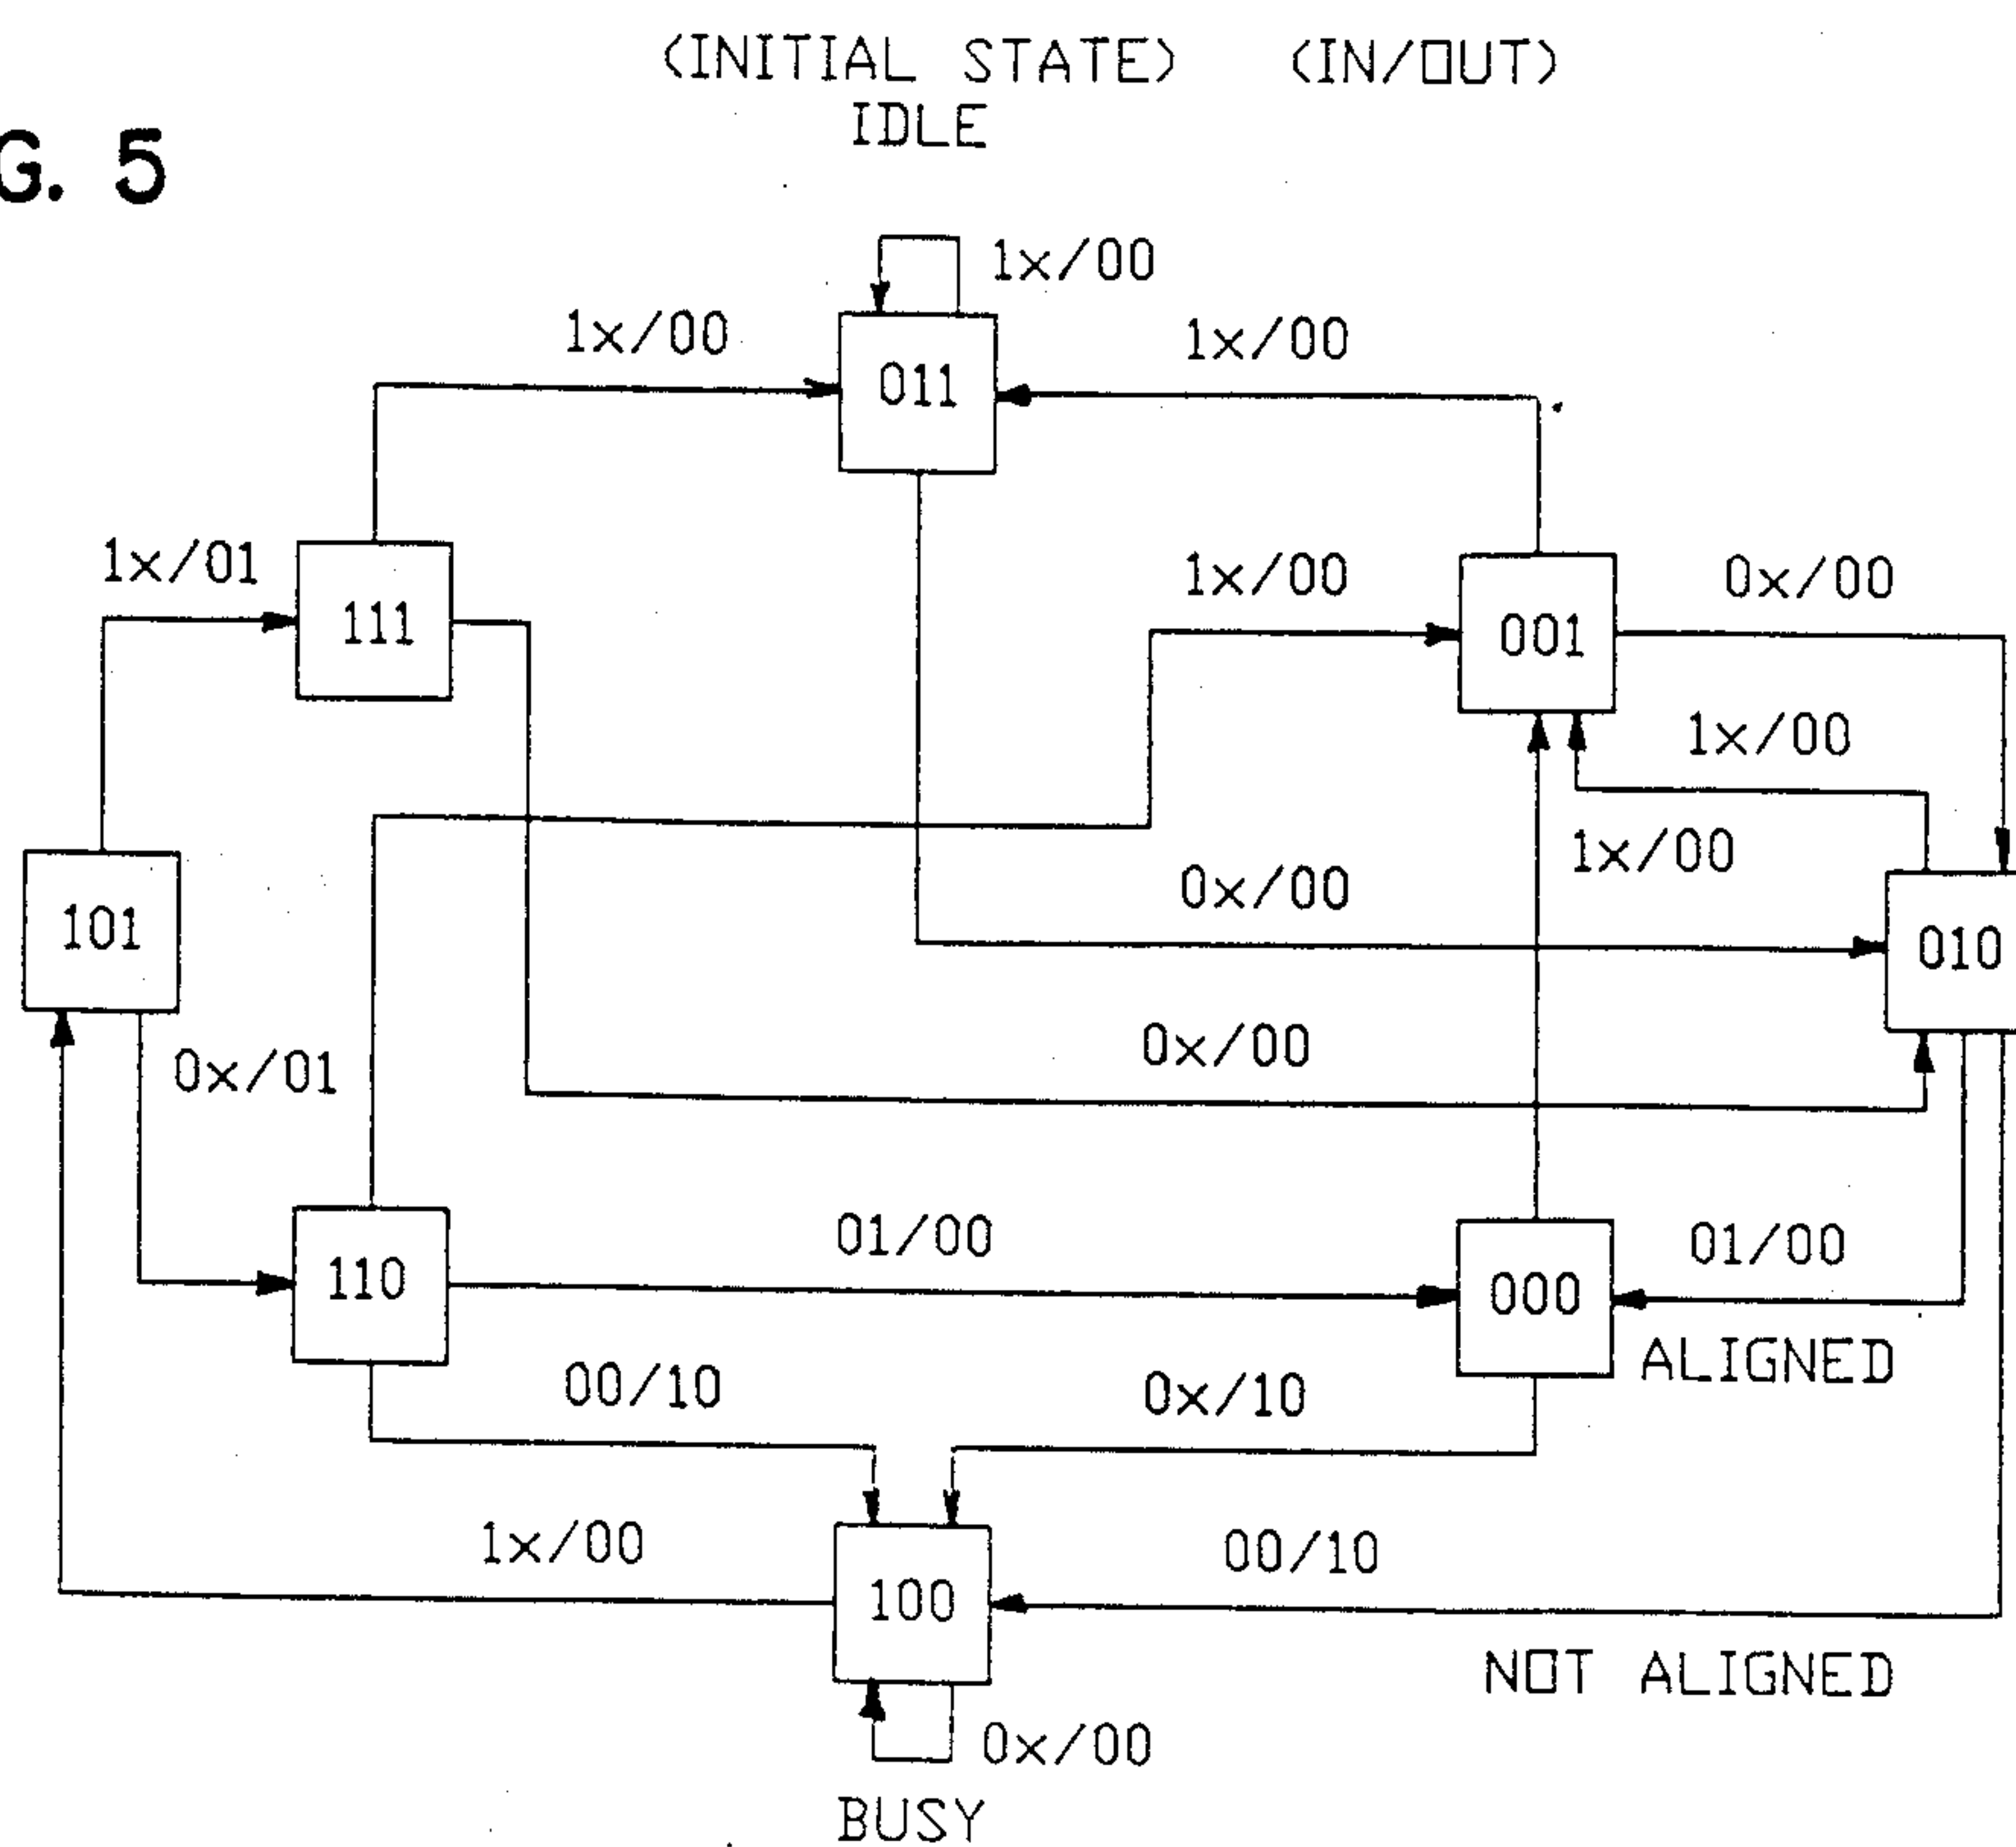 (INITIAL STATE) (IN/OUT)
IDLE
G. 5
1x/00
1x/00
1x/00
011
1x/01
111
1x/00
0x/00
001
1x/00
1x/00
0x/00
101
010
0x/01
0x/00
01/00
01/00
110
000
ALIGNED
00/10
0x/10
1x/00
00/10
100
NOT ALIGNED
0x/00
BUSY